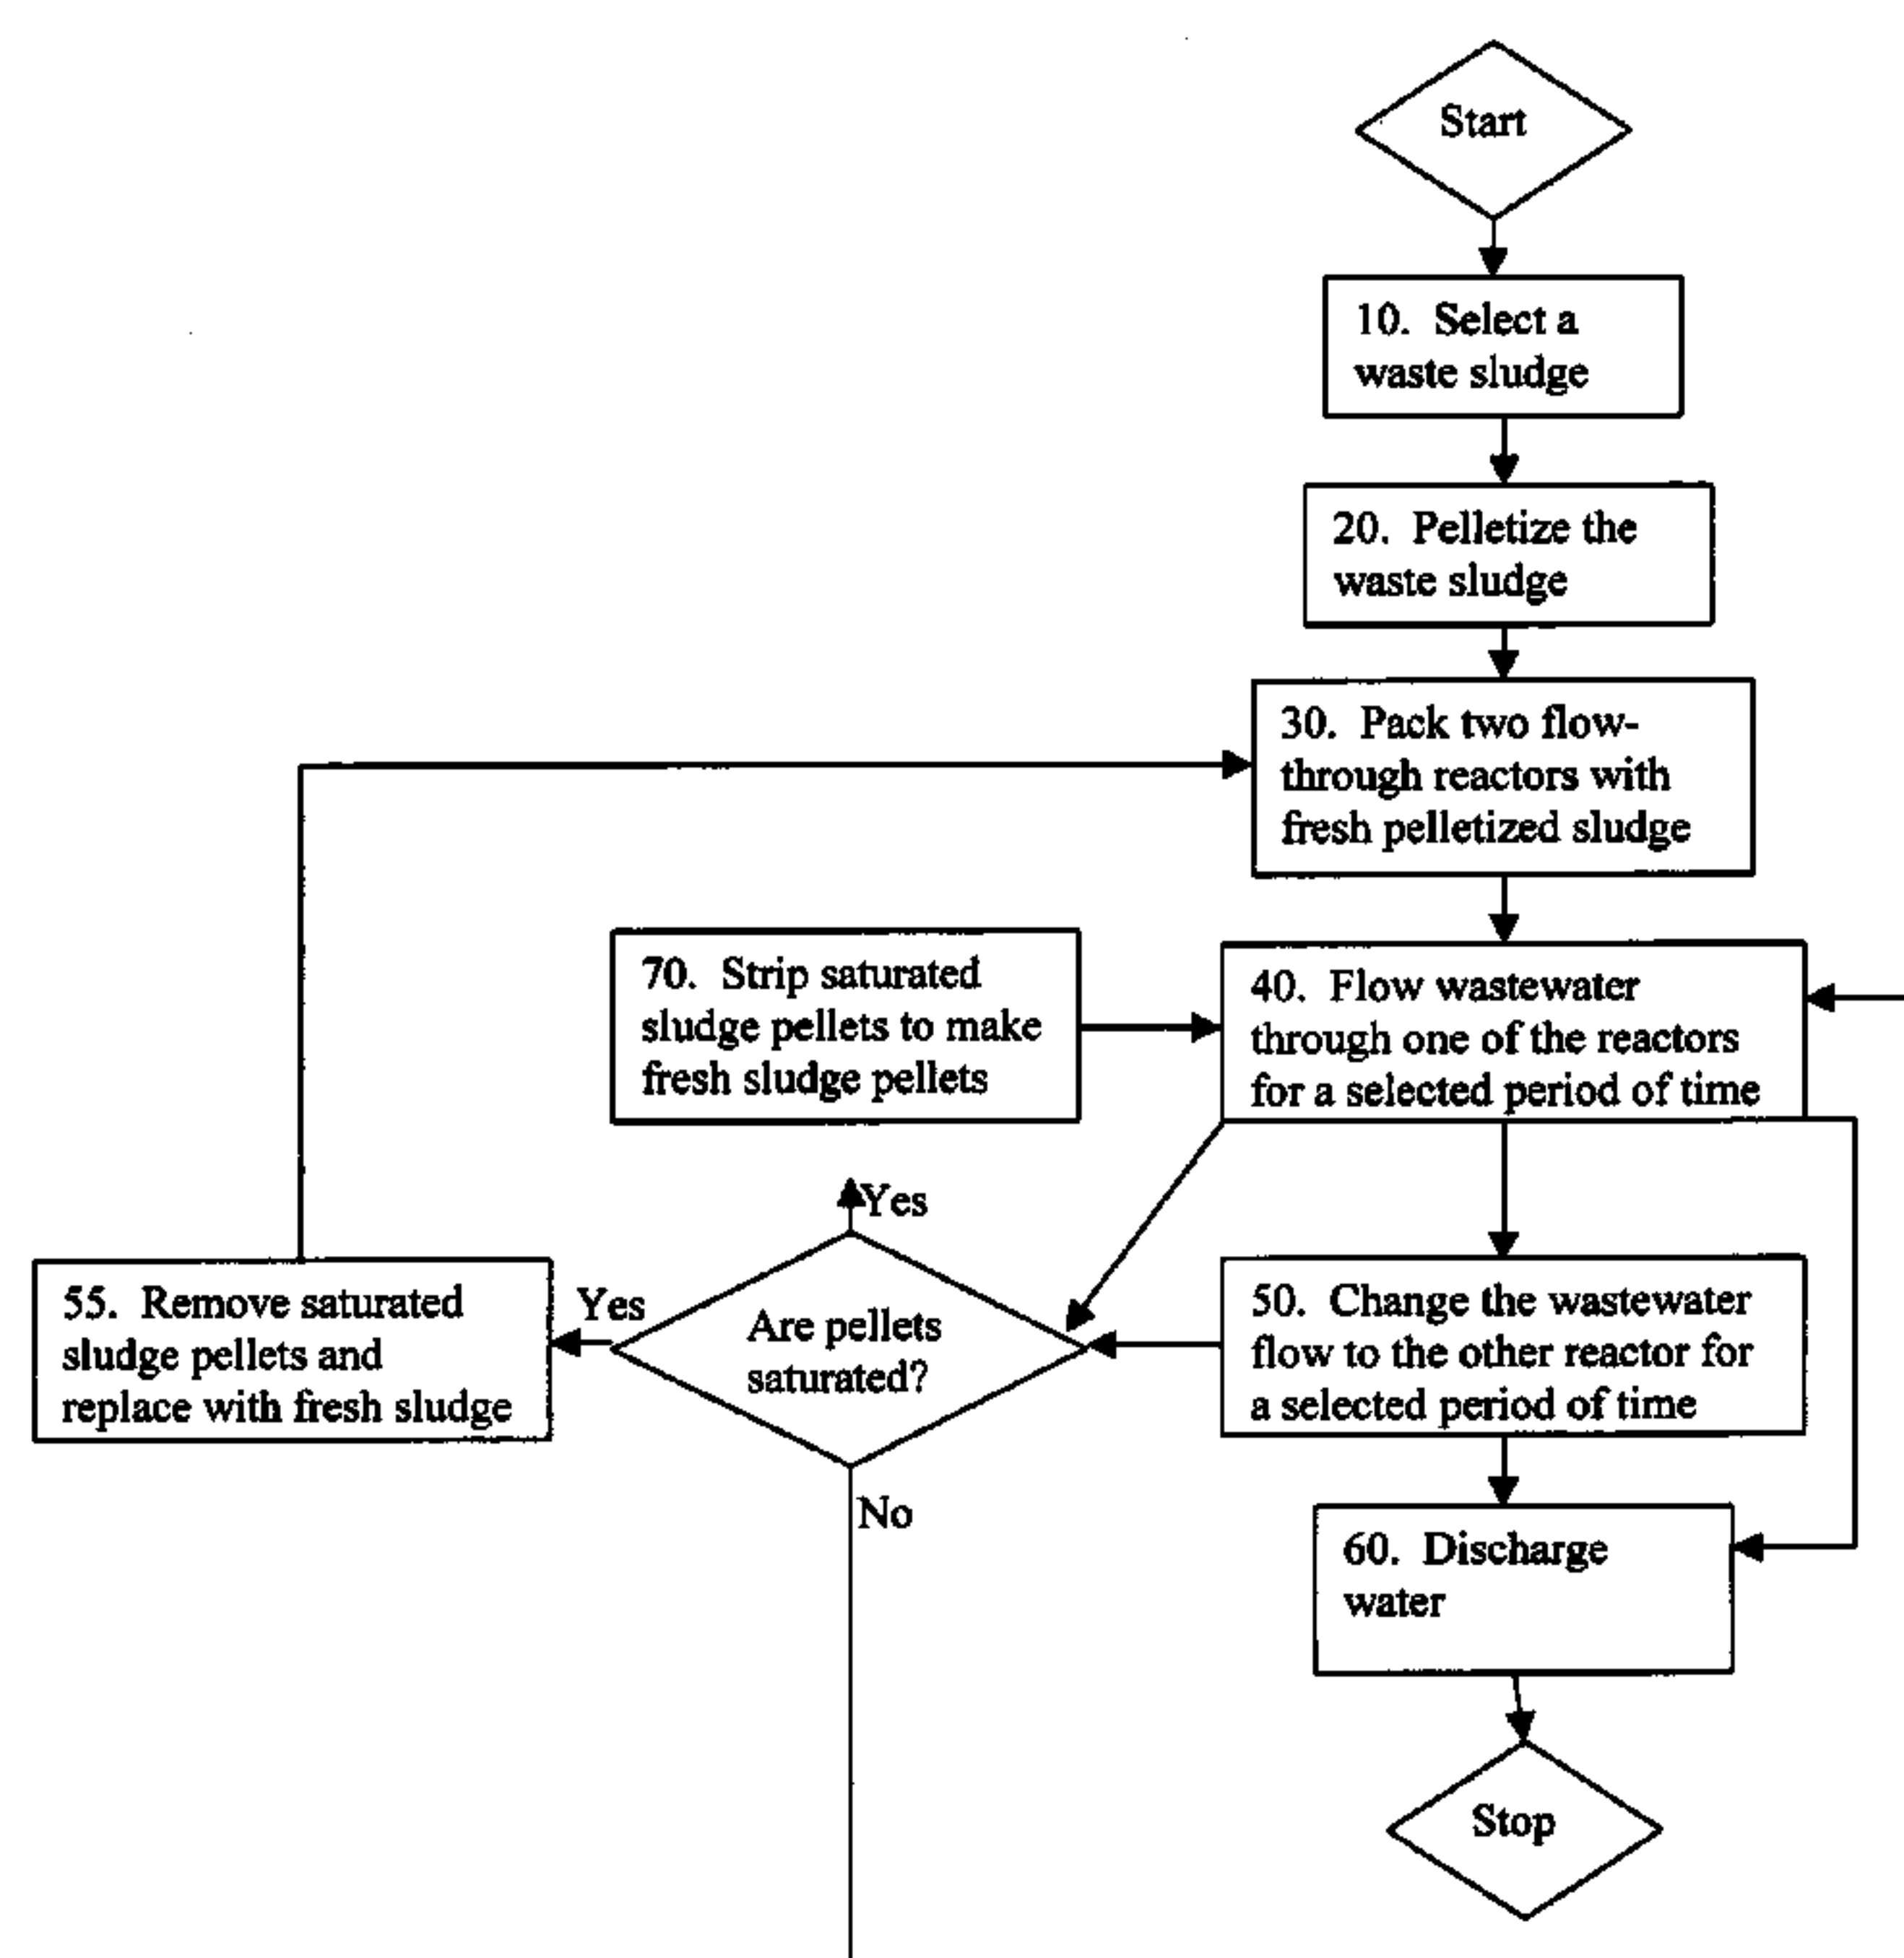 Start
10. Select a
waste sludge
20. Pelletize the
waste sludge
30. Pack two flow-
through reactors with
fresh pelletized sludge
70. Strip saturated
sludge pellets to make
fresh sludge pellets
40. Flow wastewater
through one of the reactors
for a selected period of time
Yes
55. Remove saturated
sludge pellets and
replace with fresh sludge
Yes
Are pellets
saturated?
50. Change the wastewater
flow to the other reactor for
a selected period of time
No
60. Discharge
water
Stop